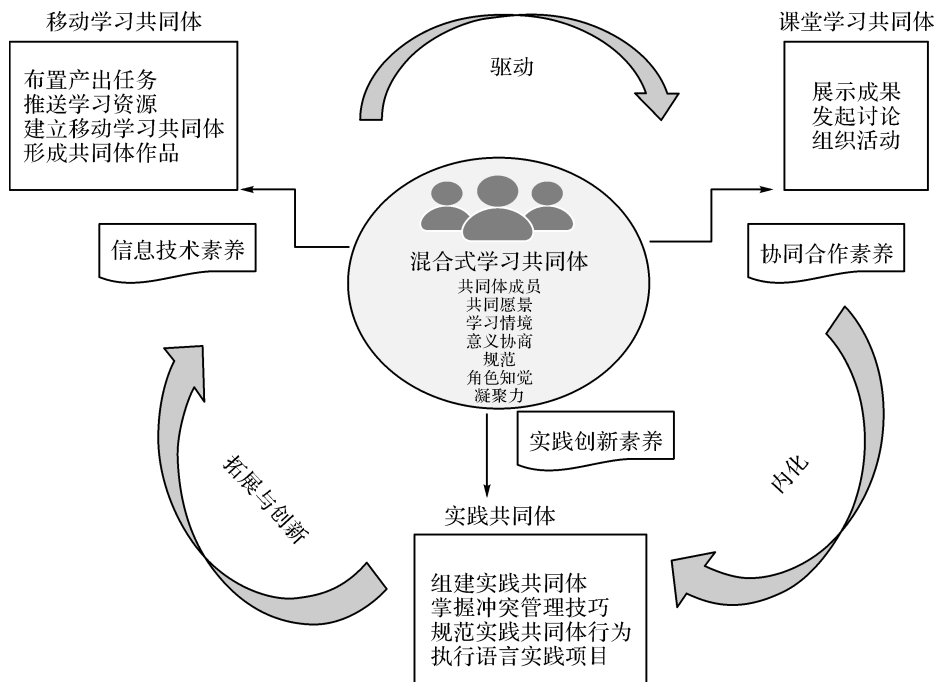 移动学习共同体
布置产出任务
推送学习资源
建立移动学习共同体
形成共同体作品
驱动
课堂学习共同体
展示成果
发起讨论
组织活动
信息技术素养
混合式学习共同体
共同体成员
共同愿景
学习情境
意义协商
规范
角色知觉
凝聚力
协同合作素养
实践创新素养
拓展与创新
内化
实践共同体
组建实践共同体
掌握冲突管理技巧
规范实践共同体行为
执行语言实践项目